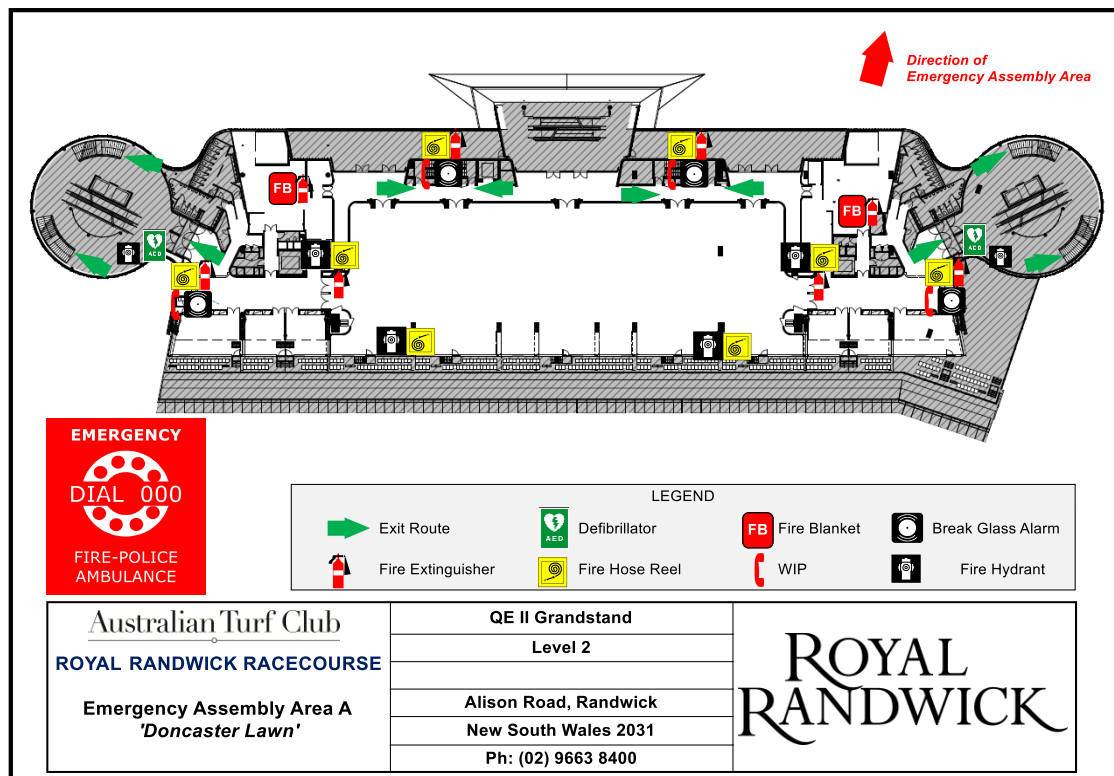 Direction of
Emergency Assembly Area
FB
FB
AED
AED
EMERGENCY
DIAL 000
FIRE-POLICE
AMBULANCE
LEGEND
Exit Route
AED
Defibrillator
FB
Fire Blanket
Break Glass Alarm
Fire Extinguisher
Fire Hose Reel
WIP
Fire Hydrant
Australian Turf Club
ROYAL RANDWICK RACECOURSE
Emergency Assembly Area A
'Doncaster Lawn'
QE II Grandstand
Level 2
Alison Road, Randwick
New South Wales 2031
Ph: (02) 9663 8400
ROYAL
RANDWICK